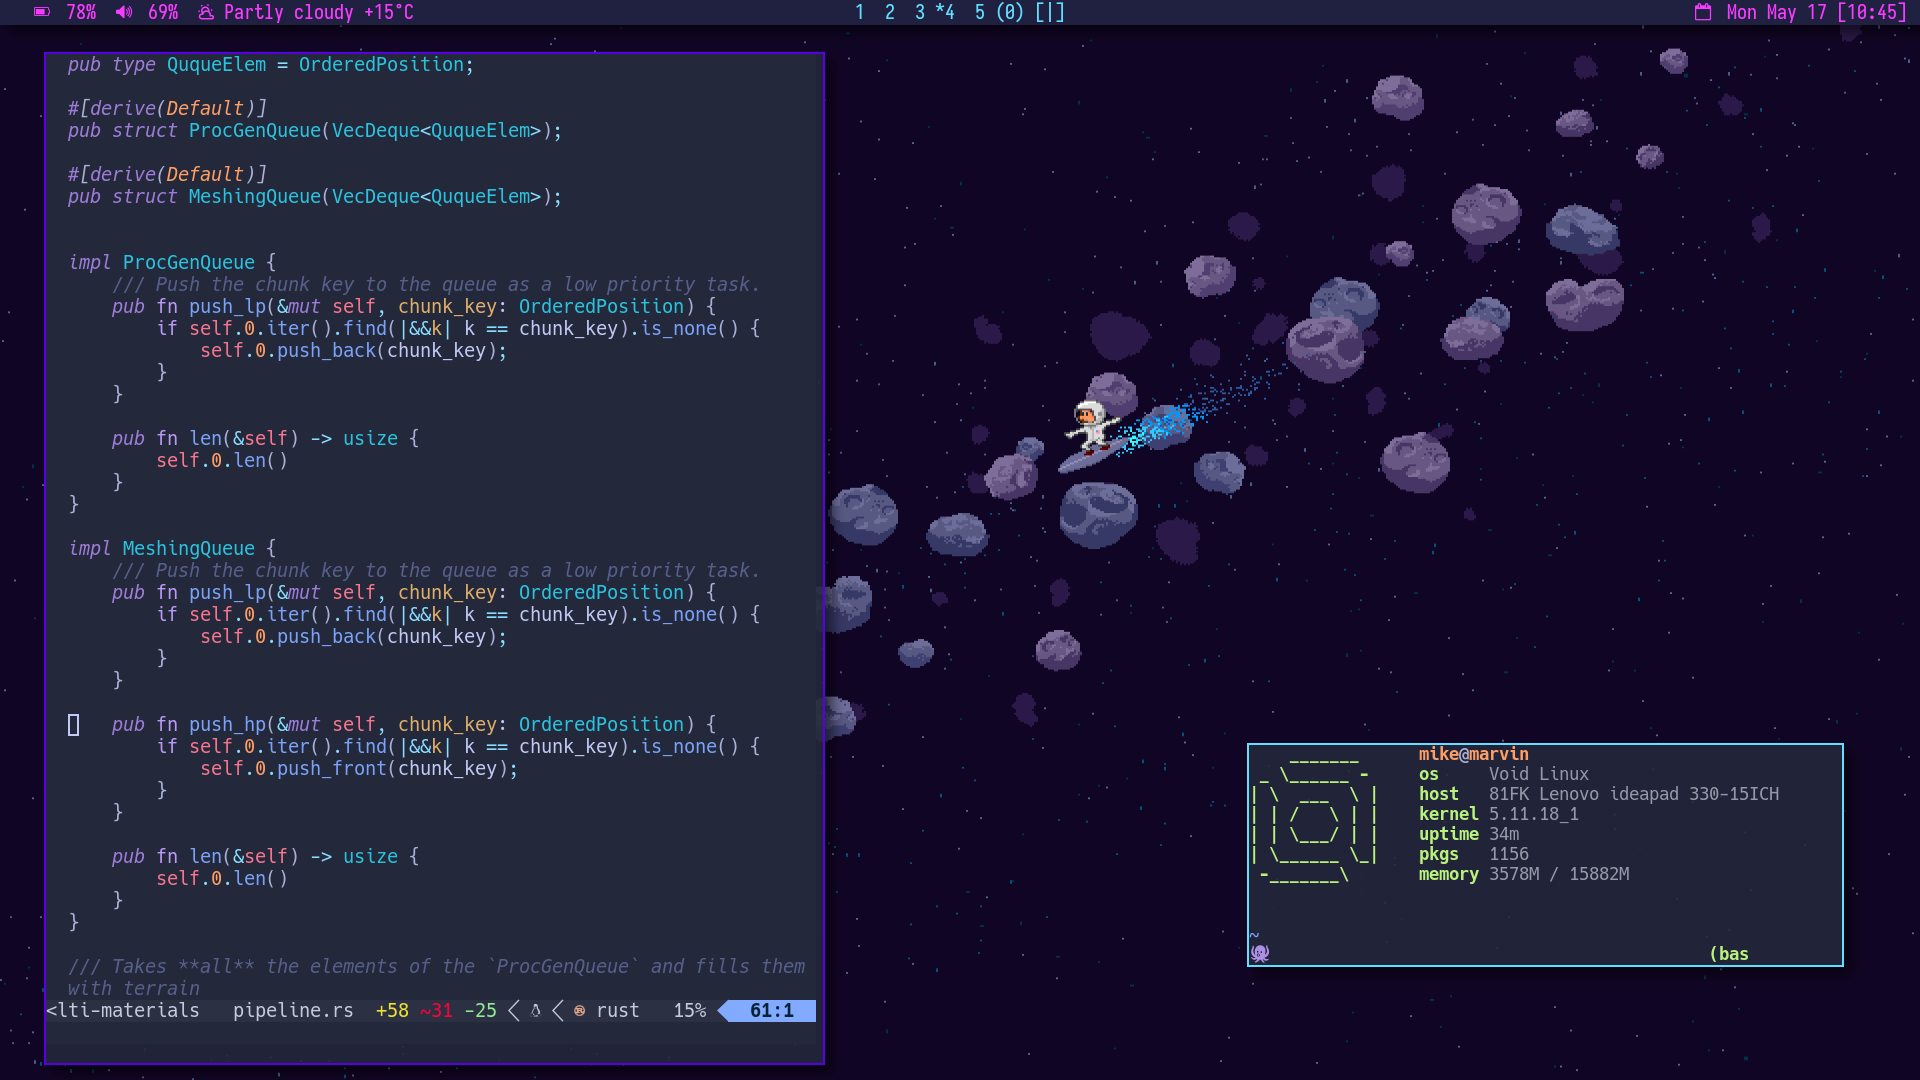 78% 69% Partly cloudy +15°C
1 2 3 *4 5 (0) [|]
Mon May 17 [10:45]
pub type QuqueElem = OrderedPosition;
#[derive(Default)]
pub struct ProcGenQueue(VecDeque<QuqueElem>);
#[derive(Default)]
pub struct MeshingQueue(VecDeque<QuqueElem>);
impl ProcGenQueue {
/// Push the chunk key to the queue as a low priority task.
pub fn push_lp(&mut self, chunk_key: OrderedPosition) {
if self.0.iter().find(|&&k| k == chunk_key).is_none() {
self.0.push_back(chunk_key);
}
}
pub fn len(&self) -> usize {
self.0.len()
}
}
impl MeshingQueue {
/// Push the chunk key to the queue as a low priority task.
pub fn push_lp(&mut self, chunk_key: OrderedPosition) {
if self.0.iter().find(|&&k| k == chunk_key).is_none() {
self.0.push_back(chunk_key);
}
}
pub fn push_hp(&mut self, chunk_key: OrderedPosition) {
if self.0.iter().find(|&&k| k == chunk_key).is_none() {
self.0.push_front(chunk_key);
}
}
pub fn len(&self) -> usize {
self.0.len()
}
}
/// Takes **all** the elements of the `ProcGenQueue` and fills them
with terrain
<lti-materials pipeline.rs +58 ~31 -25 rust 15% 61:1
mike@marvin
os Void Linux
host 81FK Lenovo ideapad 330-15ICH
kernel 5.11.18_1
uptime 34m
pkgs 1156
memory 3578M / 15882M
~
(bas